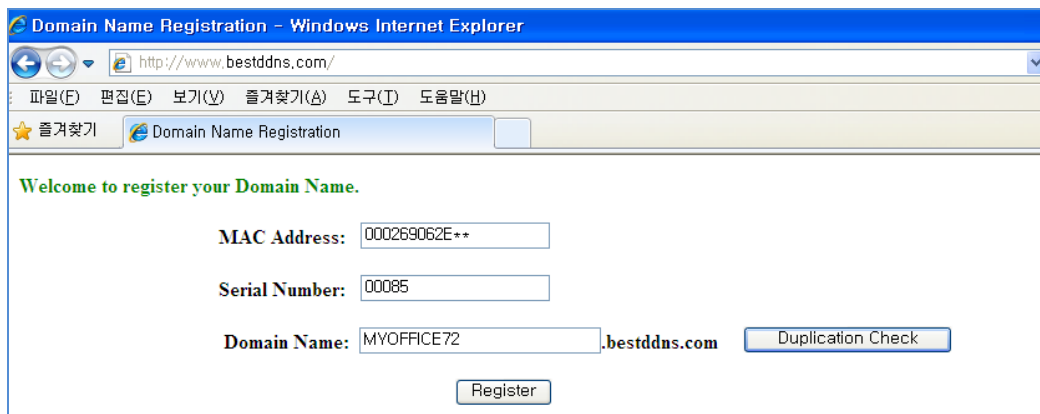 Domain Name Registration - Windows Internet Explorer
http://www.bestddns.com/
파일(F) 편집(E) 보기(V) 즐겨찾기(A) 도구(T) 도움말(H)
즐겨찾기 Domain Name Registration
Welcome to register your Domain Name.
MAC Address: 000269062E**
Serial Number: 00085
Domain Name: MYOFFICE72 .bestddns.com Duplication Check
Register